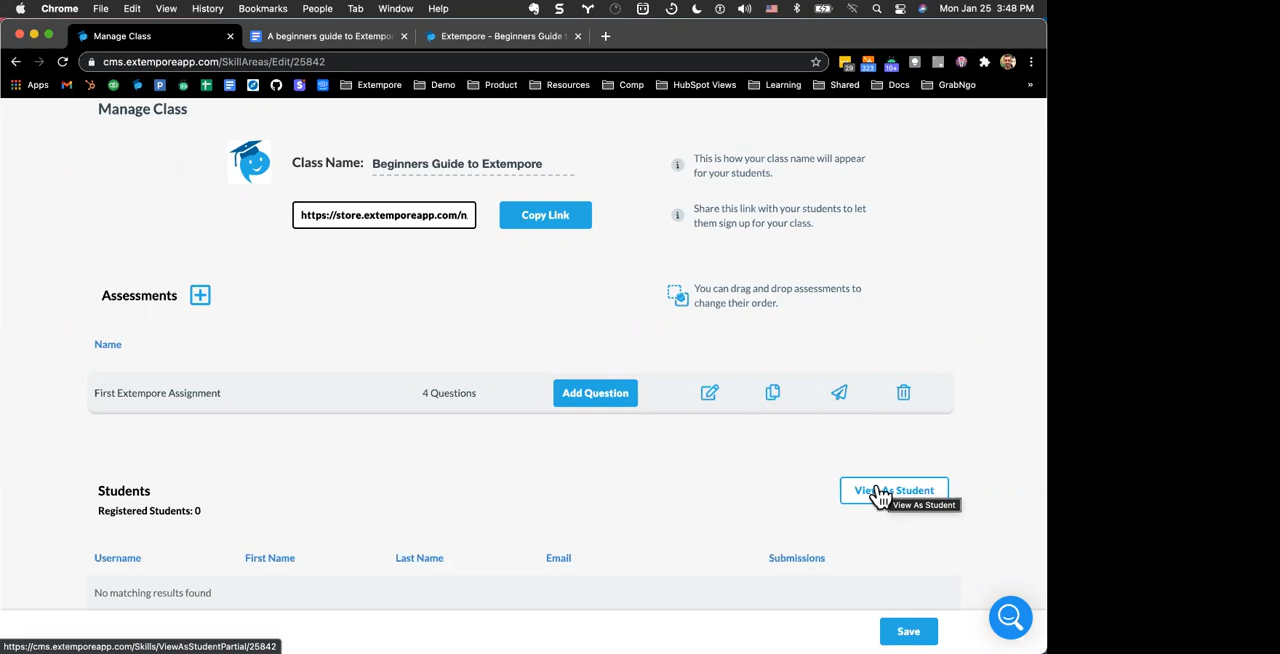 Chrome File Edit View History Bookmarks People Tab Window Help Mon Jan 25 3:48 PM
Manage Class
A beginners guide to Extempo
Extempore - Beginners Guide
cms.extemporeapp.com/SkillAreas/Edit/25842
29 323 10+
Apps Extempore Demo Product Resources Comp HubSpot Views Learning Shared Docs GrabNgo »
Manage Class
Class Name: Beginners Guide to Extempore
This is how your class name will appear
for your students.
https://store.extemporeapp.com/n
Copy Link
Share this link with your students to let
them sign up for your class.
Assessments
You can drag and drop assessments to
change their order.
Name
First Extempore Assignment 4 Questions Add Question
Students
View As Student
View As Student
Registered Students: 0
Username First Name Last Name Email Submissions
No matching results found
Save
https://cms.extemporeapp.com/Skills/ViewAsStudentPartial/25842